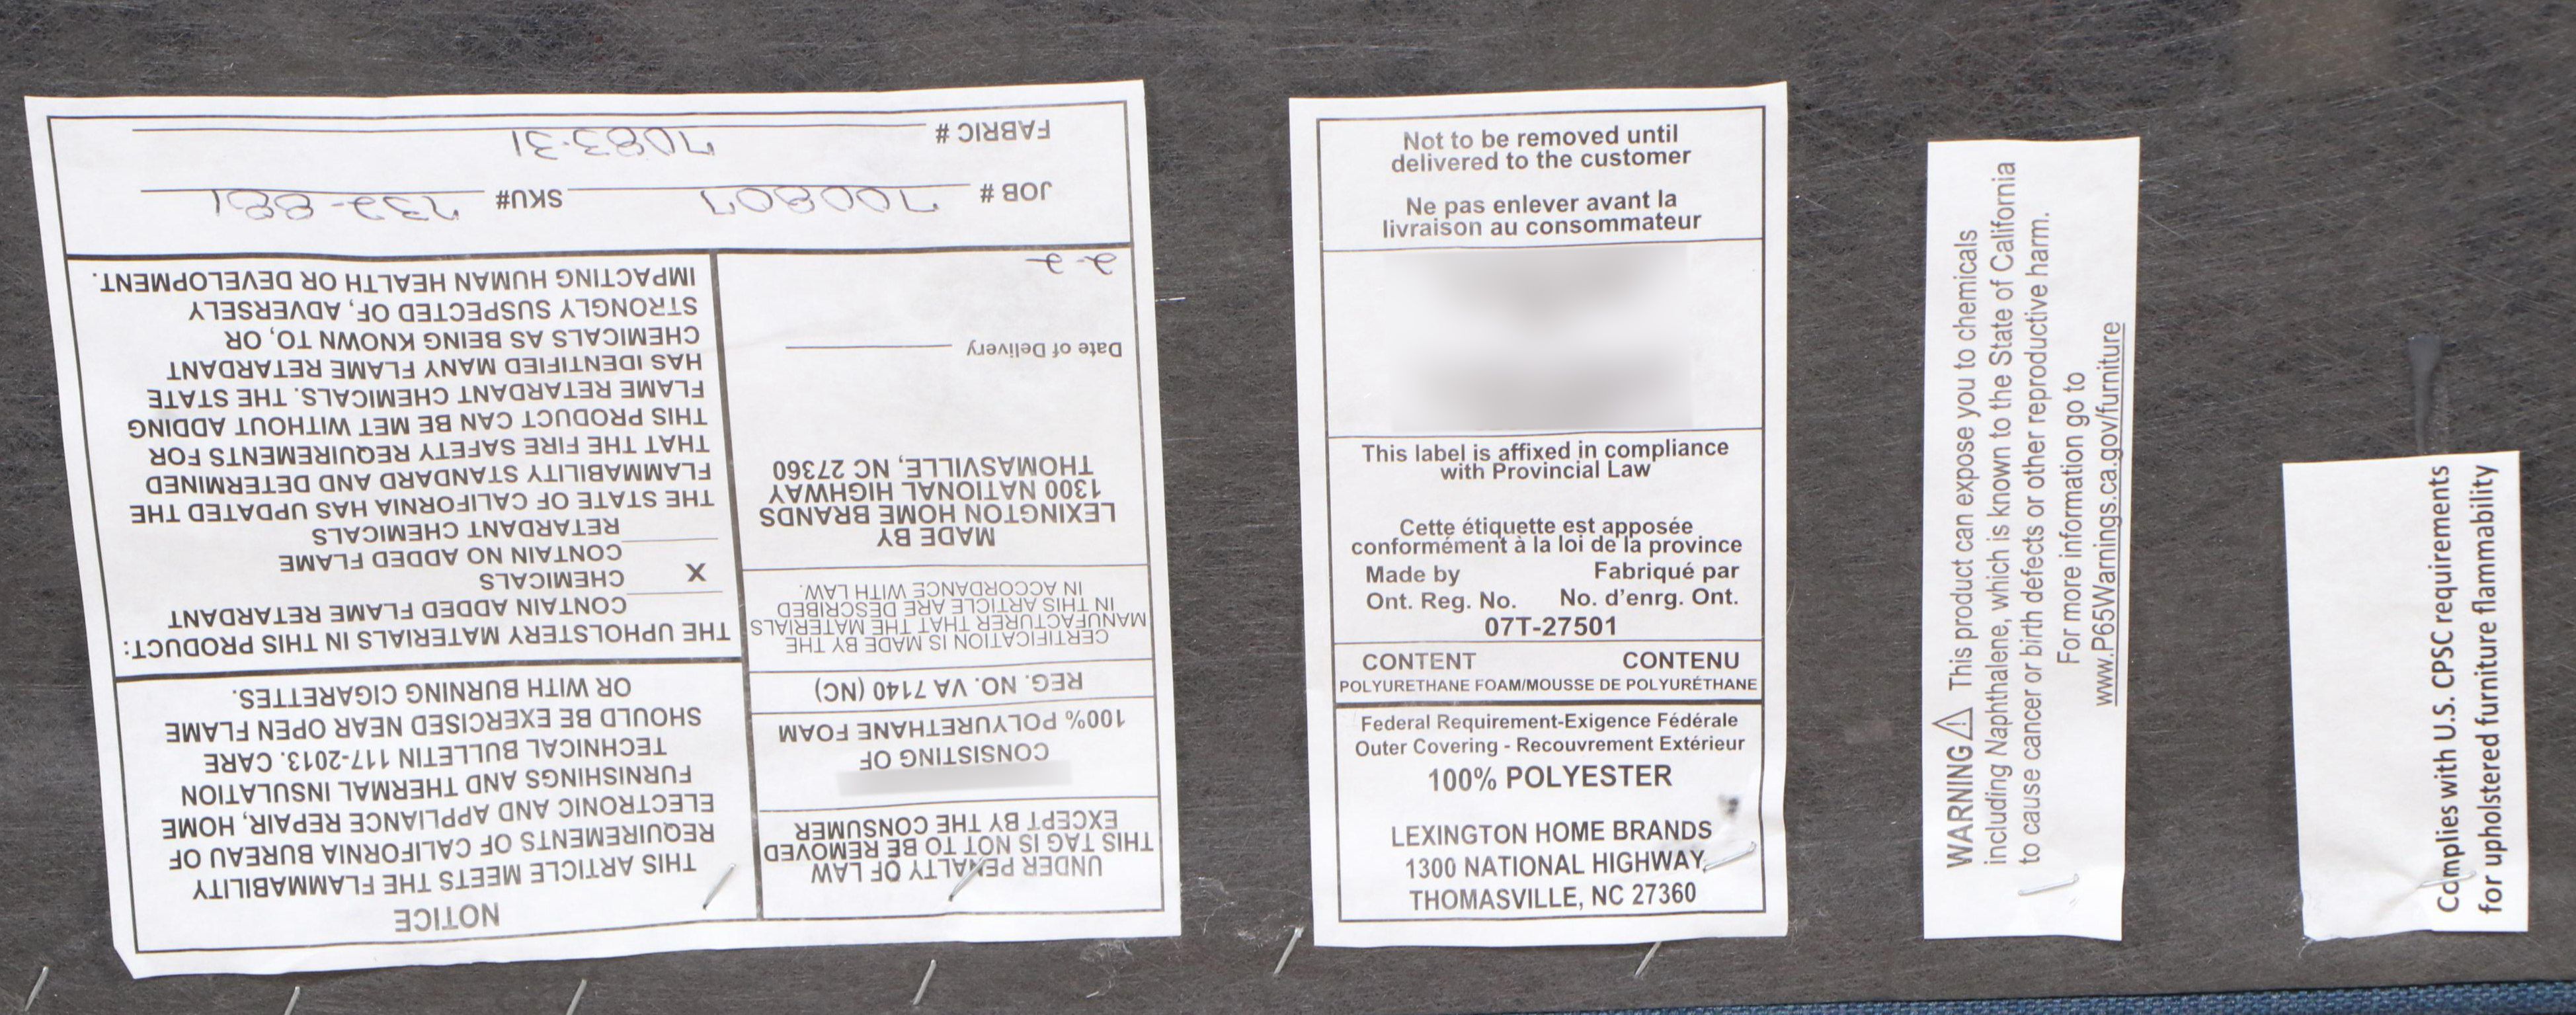 NOTICE
THIS ARTICLE MEETS THE FLAMMABILITY
REQUIREMENTS OF CALIFORNIA BUREAU OF
ELECTRONIC AND APPLIANCE REPAIR, HOME
FURNISHINGS AND THERMAL INSULATION
TECHNICAL BULLETIN 117-2013. CARE
SHOULD BE EXERCISED NEAR OPEN FLAME
OR WITH BURNING CIGARETTES.
THE UPHOLSTERY MATERIALS IN THIS PRODUCT:
CONTAIN ADDED FLAME RETARDANT
CHEMICALS
X CONTAIN NO ADDED FLAME
RETARDANT CHEMICALS
THE STATE OF CALIFORNIA HAS UPDATED THE
FLAMMABILITY STANDARD AND DETERMINED
THAT THE FIRE SAFETY REQUIREMENTS FOR
THIS PRODUCT CAN BE MET WITHOUT ADDING
FLAME RETARDANT CHEMICALS. THE STATE
HAS IDENTIFIED MANY FLAME RETARDANT
CHEMICALS AS BEING KNOWN TO, OR
STRONGLY SUSPECTED OF, ADVERSELY
IMPACTING HUMAN HEALTH OR DEVELOPMENT.
UNDER PENALTY OF LAW
THIS TAG IS NOT TO BE REMOVED
EXCEPT BY THE CONSUMER
CONSISTING OF
100% POLYURETHANE FOAM
REG. NO. VA 7140 (NC)
CERTIFICATION IS MADE BY THE
MANUFACTURER THAT THE MATERIALS
IN THIS ARTICLE ARE DESCRIBED
IN ACCORDANCE WITH LAW.
MADE BY
LEXINGTON HOME BRANDS
1300 NATIONAL HIGHWAY
THOMASVILLE, NC 27360
Date of Delivery
2-2
JOB # 700807 SKU# 732-881
FABRIC # 7083-31
Not to be removed until
delivered to the customer
Ne pas enlever avant la
livraison au consommateur
This label is affixed in compliance
with Provincial Law
Cette étiquette est apposée
conformément à la loi de la province
Made by Fabriqué par
Ont. Reg. No. No. d'enrg. Ont.
07T-27501
CONTENT CONTENU
POLYURETHANE FOAM/MOUSSE DE POLYURÉTHANE
Federal Requirement-Exigence Fédérale
Outer Covering - Recouvrement Extérieur
100% POLYESTER
LEXINGTON HOME BRANDS
1300 NATIONAL HIGHWAY,
THOMASVILLE, NC 27360
WARNING ⚠ This product can expose you to chemicals
including Naphthalene, which is known to the State of California
to cause cancer or birth defects or other reproductive harm.
For more information go to
www.P65Warnings.ca.gov/furniture
Complies with U.S. CPSC requirements
for upholstered furniture flammability